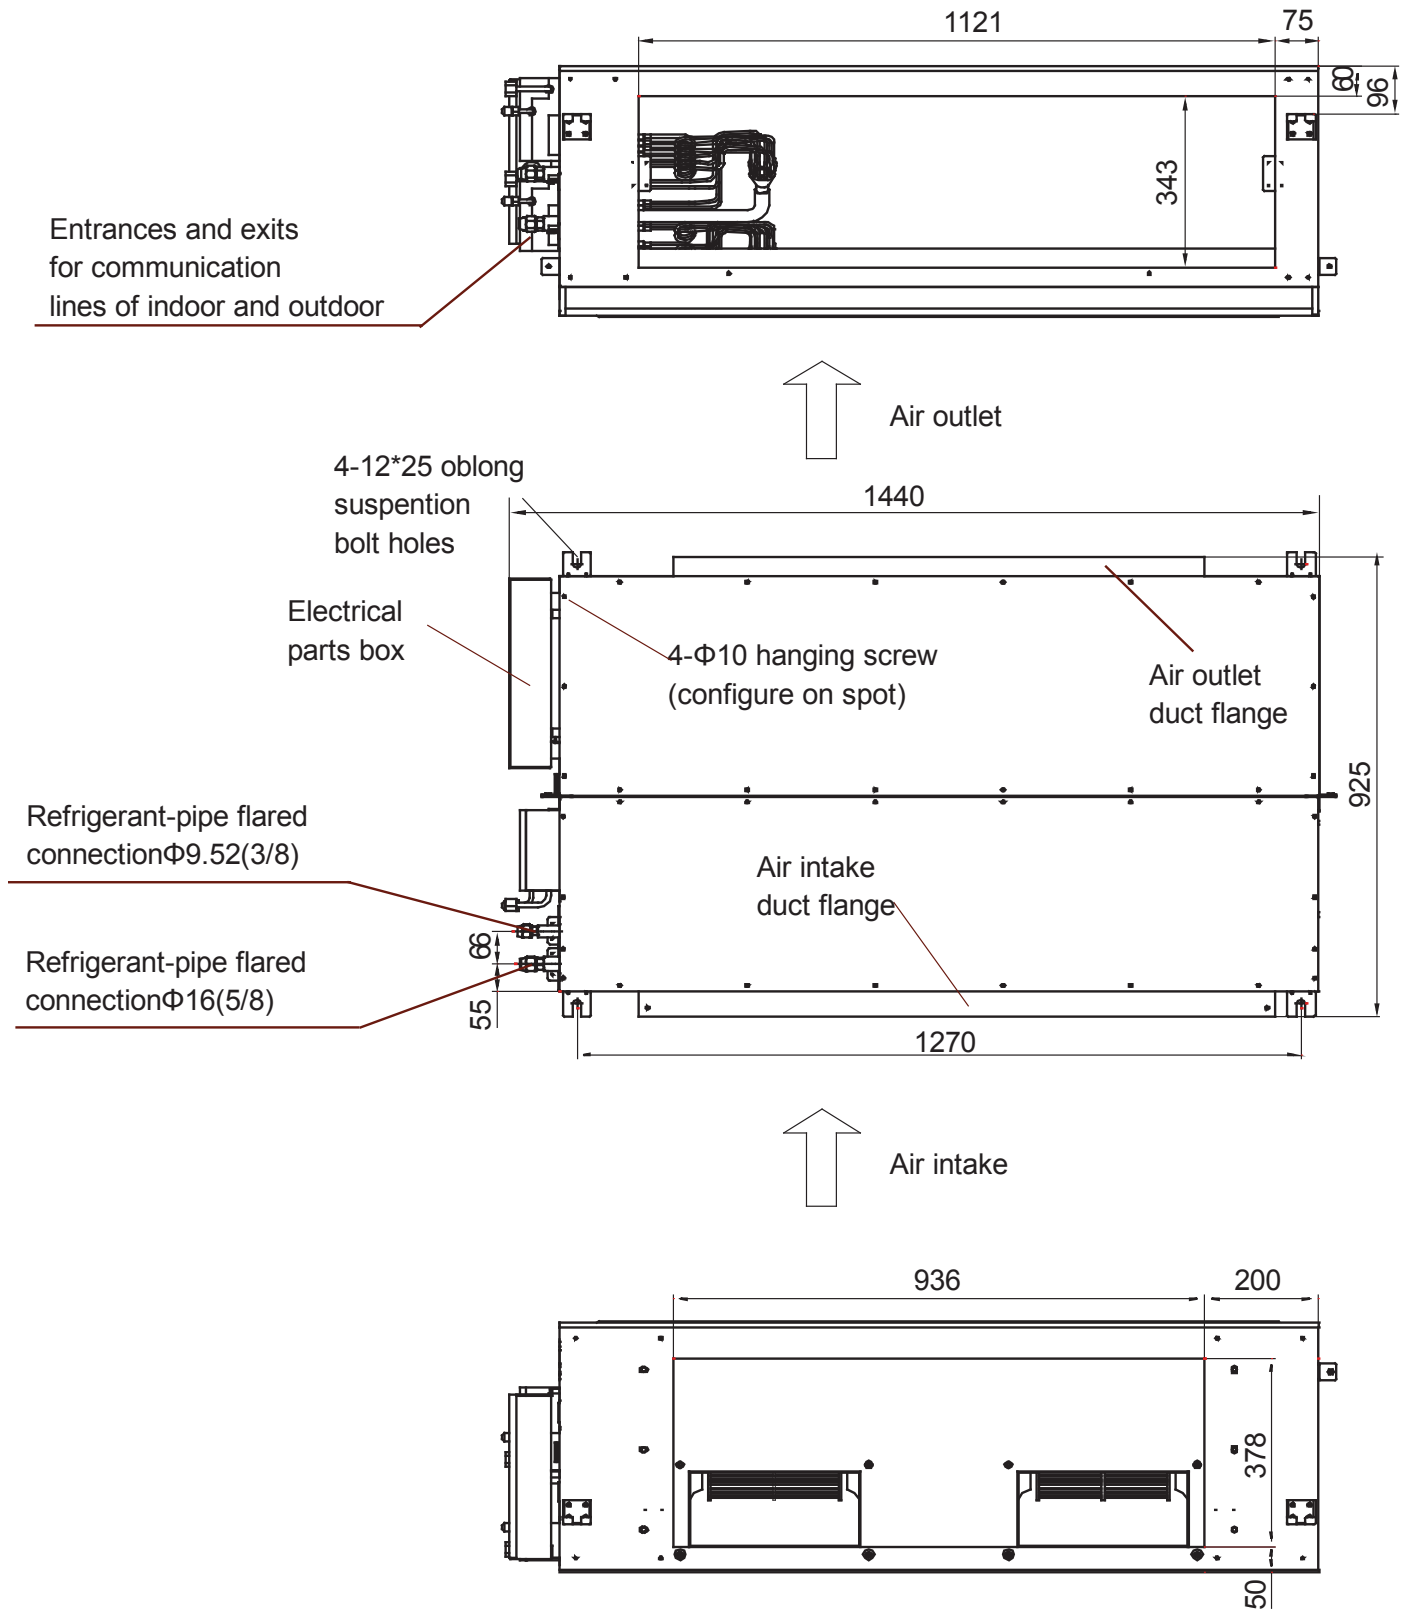 1121
75
60
96
343
Entrances and exits
for communication
lines of indoor and outdoor
Air outlet
4-12*25 oblong
suspention
bolt holes
1440
Electrical
parts box
4-Φ10 hanging screw
(configure on spot)
Air outlet
duct flange
925
Refrigerant-pipe flared
connectionΦ9.52(3/8)
Air intake
duct flange
66
Refrigerant-pipe flared
connectionΦ16(5/8)
55
1270
Air intake
936
200
378
50